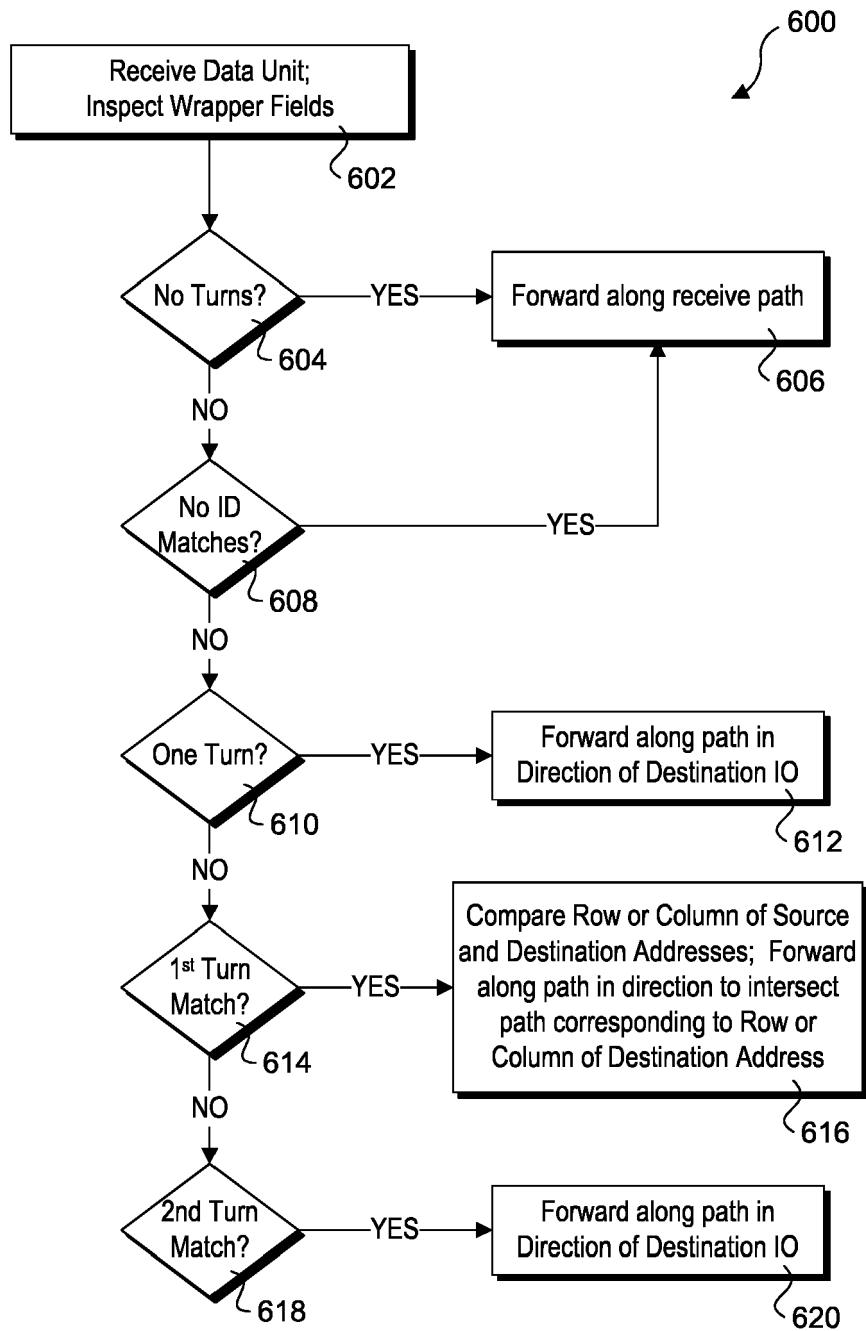 600
Receive Data Unit;
Inspect Wrapper Fields
602
No Turns?
604
YES
Forward along receive path
606
NO
No ID
Matches?
608
YES
NO
One Turn?
610
YES
Forward along path in
Direction of Destination IO
612
NO
1st Turn
Match?
614
YES
Compare Row or Column of Source
and Destination Addresses; Forward
along path in direction to intersect
path corresponding to Row or
Column of Destination Address
616
NO
2nd Turn
Match?
618
YES
Forward along path in
Direction of Destination IO
620